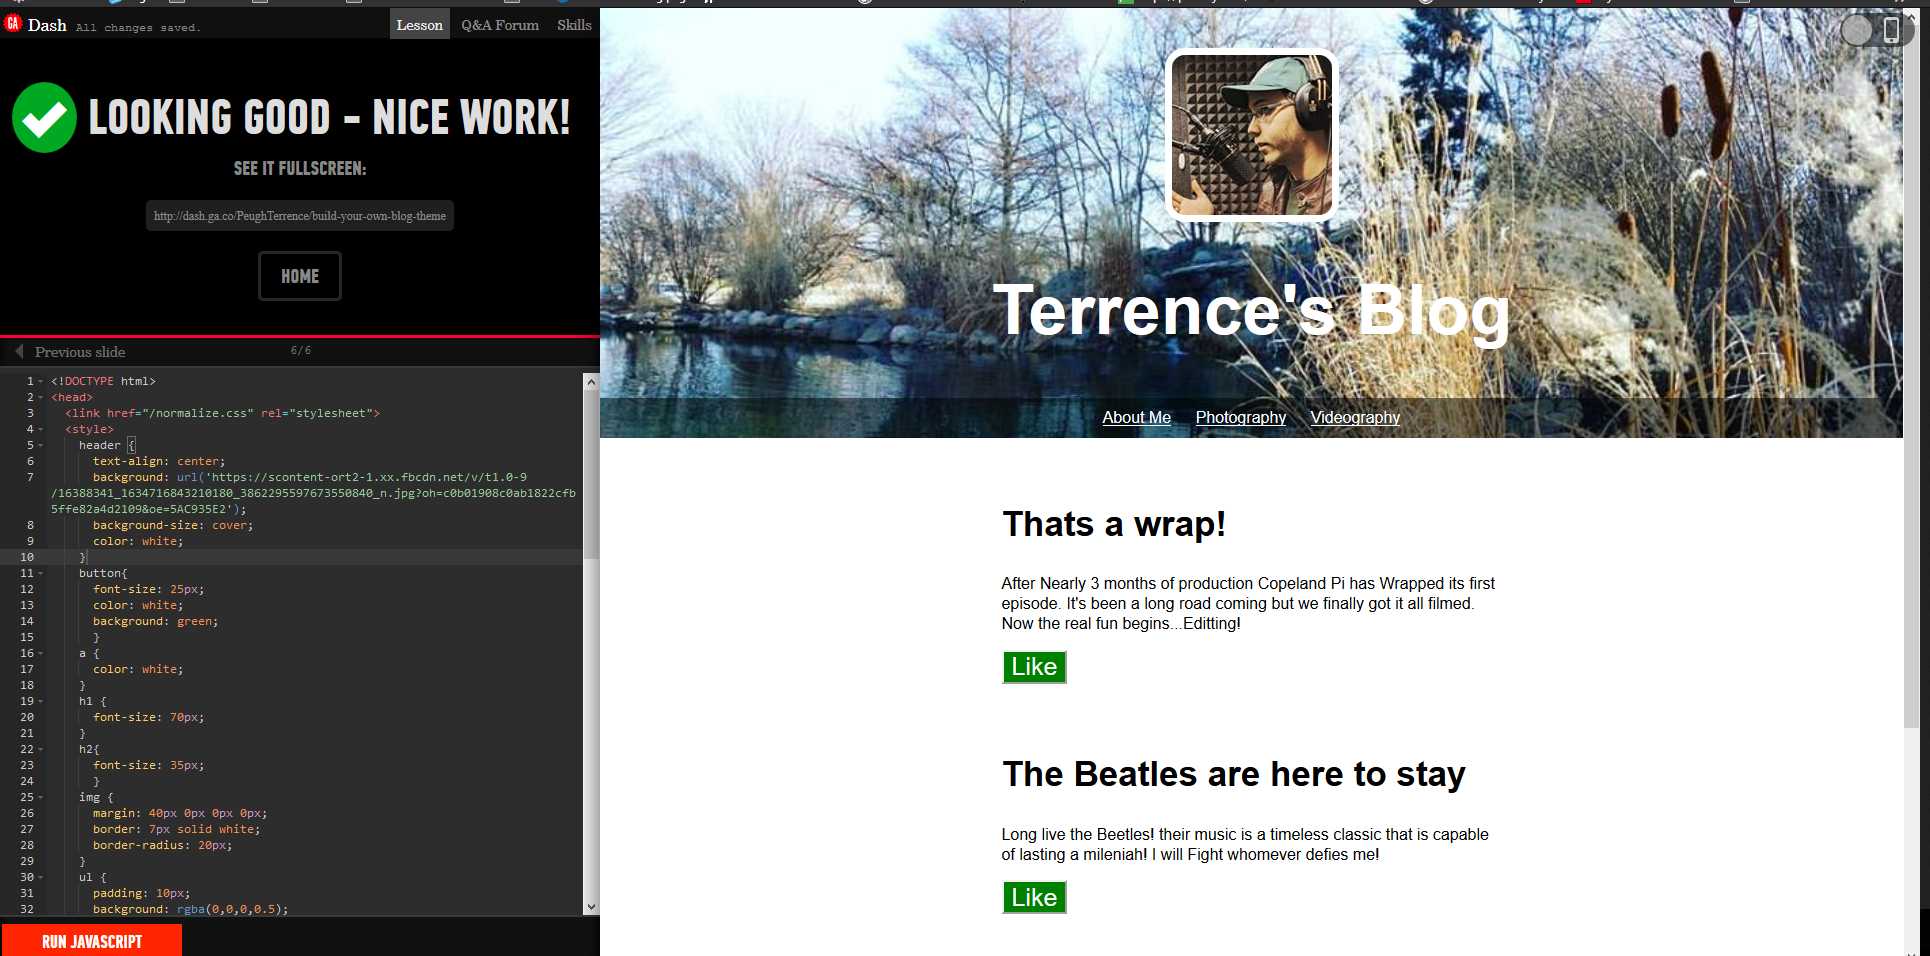 GA Dash All changes saved. Lesson Q&A Forum Skills
LOOKING GOOD - NICE WORK!
SEE IT FULLSCREEN:
http://dash.ga.co/PeughTerrence/build-your-own-blog-theme
HOME
Previous slide 6/6
1 <!DOCTYPE html>
2 <head>
3 <link href="/normalize.css" rel="stylesheet">
4 <style>
5 header {
6 text-align: center;
7 background: url('https://scontent-ort2-1.xx.fbcdn.net/v/t1.0-9
/16388341_1634716843210180_3862295597673550840_n.jpg?oh=c0b01908c0ab1822cfb
5ffe82a4d2109&oe=5AC935E2');
8 background-size: cover;
9 color: white;
10 }
11 button{
12 font-size: 25px;
13 color: white;
14 background: green;
15 }
16 a {
17 color: white;
18 }
19 h1 {
20 font-size: 70px;
21 }
22 h2{
23 font-size: 35px;
24 }
25 img {
26 margin: 40px 0px 0px 0px;
27 border: 7px solid white;
28 border-radius: 20px;
29 }
30 ul {
31 padding: 10px;
32 background: rgba(0,0,0,0.5);
RUN JAVASCRIPT
Terrence's Blog
About Me Photography Videography
Thats a wrap!
After Nearly 3 months of production Copeland Pi has Wrapped its first
episode. It's been a long road coming but we finally got it all filmed.
Now the real fun begins...Editting!
Like
The Beatles are here to stay
Long live the Beetles! their music is a timeless classic that is capable
of lasting a mileniah! I will Fight whomever defies me!
Like